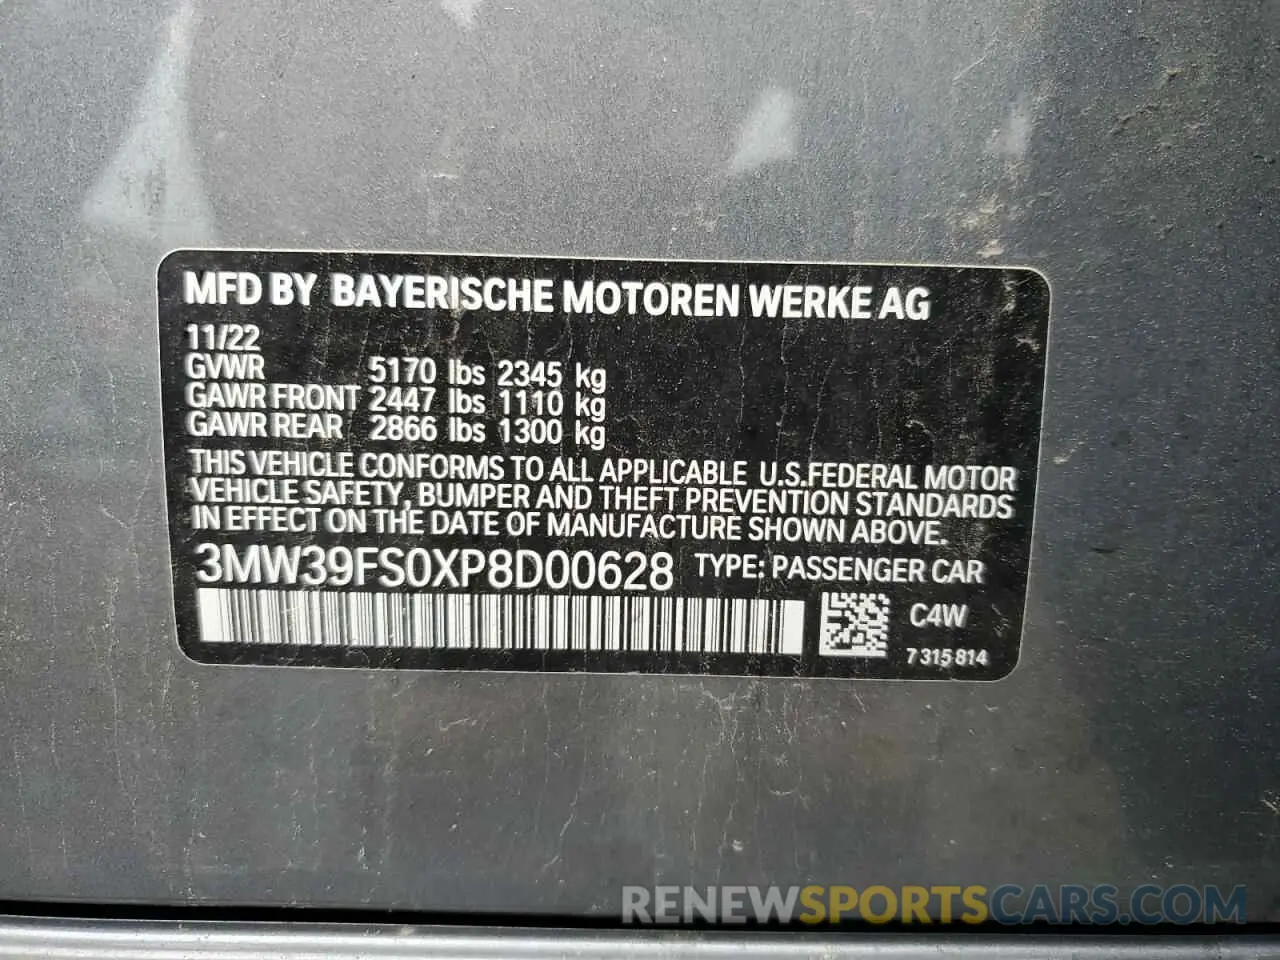 MFD BY BAYERISCHE MOTOREN WERKE AG
11/22
GVWR 5170 lbs 2345 kg
GAWR FRONT 2447 lbs 1110 kg
GAWR REAR 2866 lbs 1300 kg
THIS VEHICLE CONFORMS TO ALL APPLICABLE U.S.FEDERAL MOTOR
VEHICLE SAFETY, BUMPER AND THEFT PREVENTION STANDARDS
IN EFFECT ON THE DATE OF MANUFACTURE SHOWN ABOVE.
3MW39FS0XP8D00628 TYPE: PASSENGER CAR
C4W
7 315 814
RENEWSPORTSCARS.COM